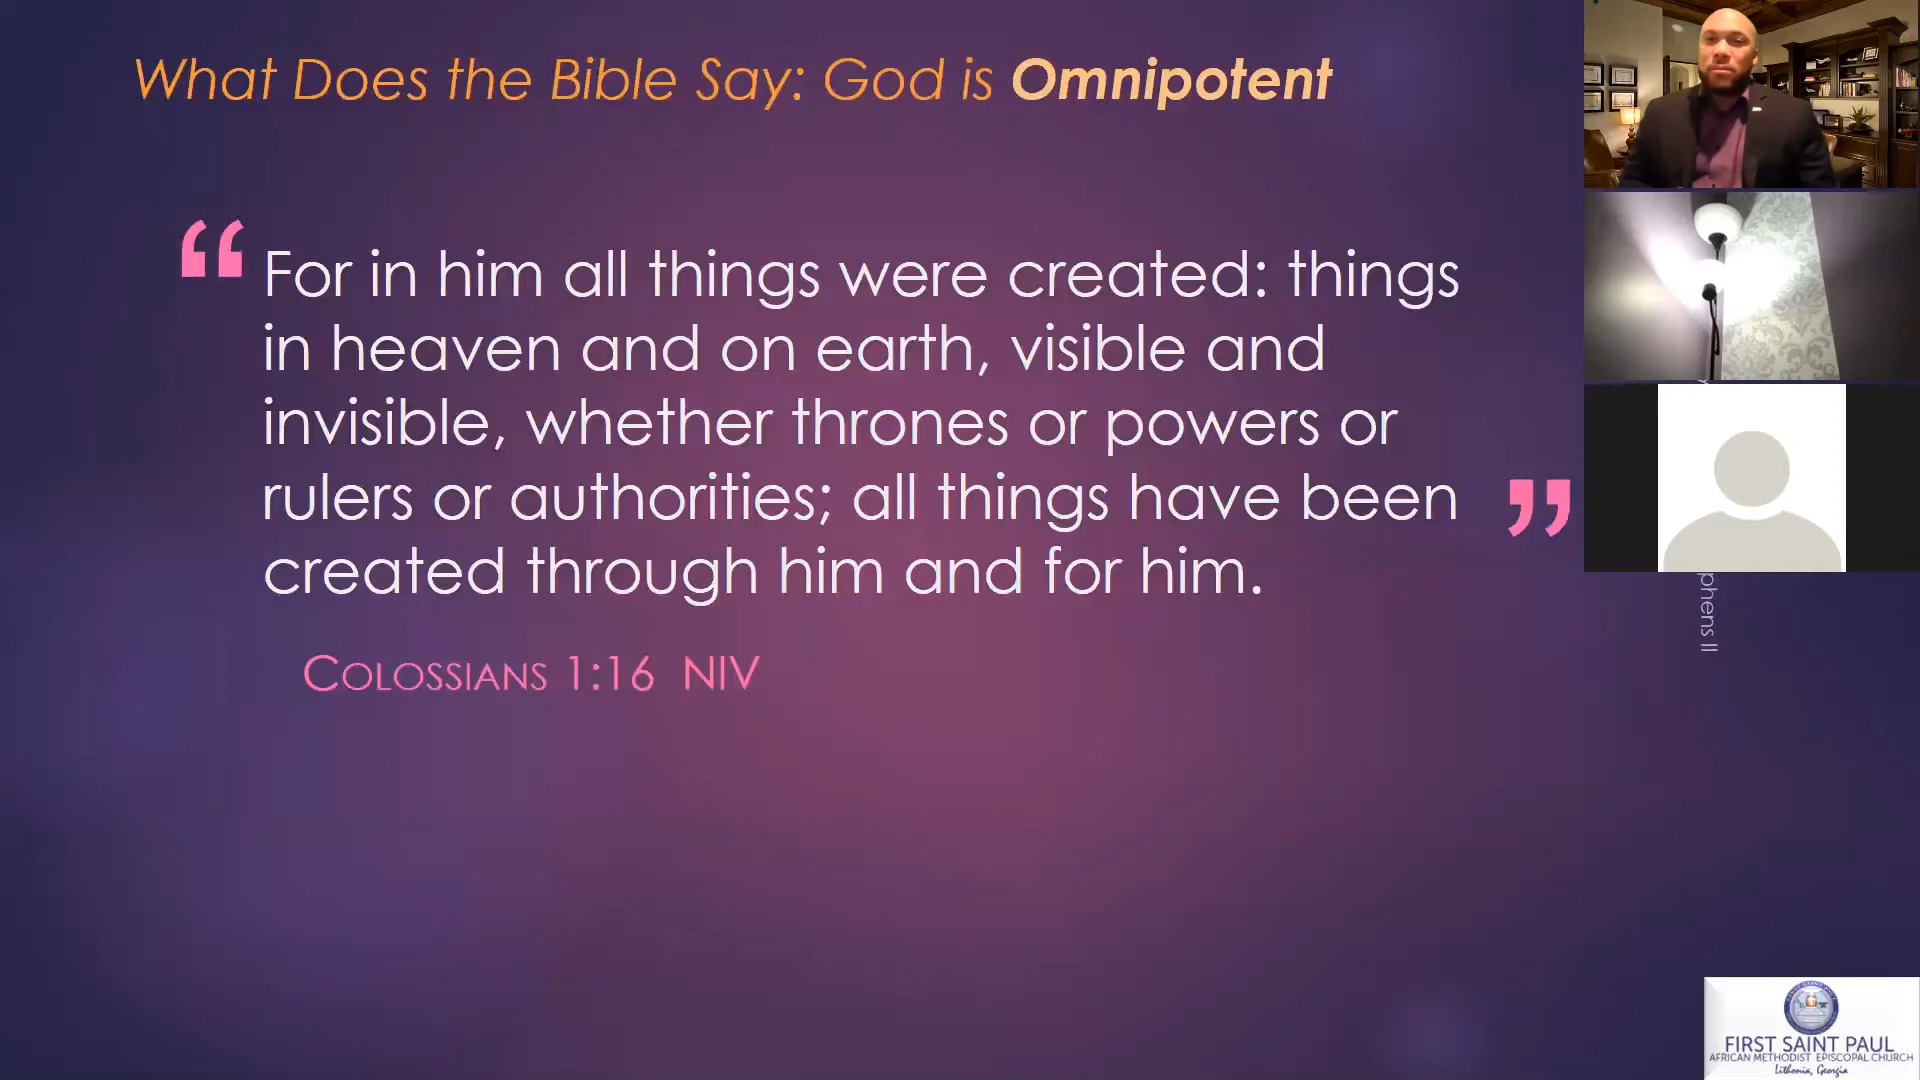 What Does the Bible Say: God is Omnipotent
“For in him all things were created: things
in heaven and on earth, visible and
invisible, whether thrones or powers or
rulers or authorities; all things have been
created through him and for him.”
COLOSSIANS 1:16 NIV
phens II
FIRST SAINT PAUL
AFRICAN METHODIST EPISCOPAL CHURCH
Lithonia, Georgia